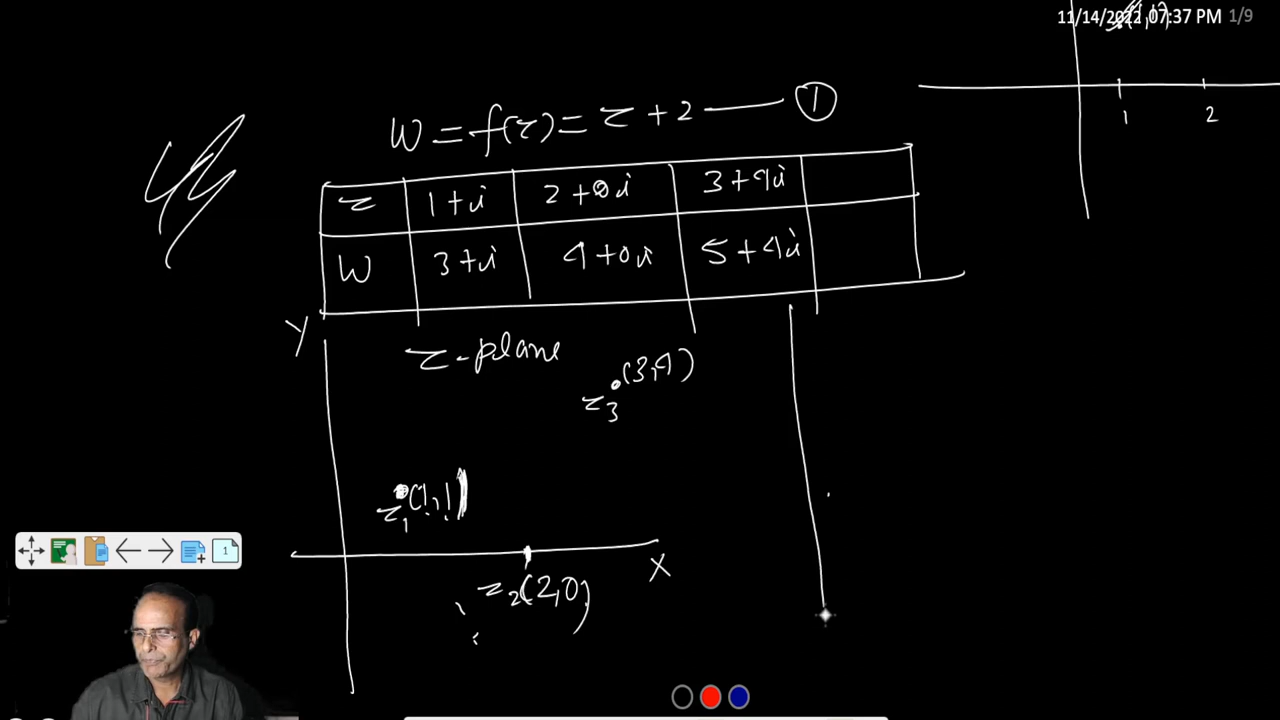 11/14/2022 07:37 PM 1/9
1 2
W = f(z) = z + 2 —— ①
z 1+i 2+0i 3+4i
W 3+i 4+0i 5+4i
Y
z-plane
z3 (3,4)
z1 (1,1)
X
z2 (2,0)
1